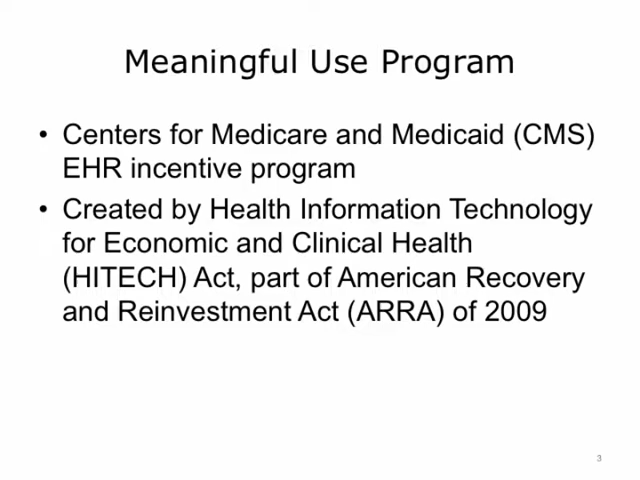 Meaningful Use Program
• Centers for Medicare and Medicaid (CMS)
EHR incentive program
• Created by Health Information Technology
for Economic and Clinical Health
(HITECH) Act, part of American Recovery
and Reinvestment Act (ARRA) of 2009
3